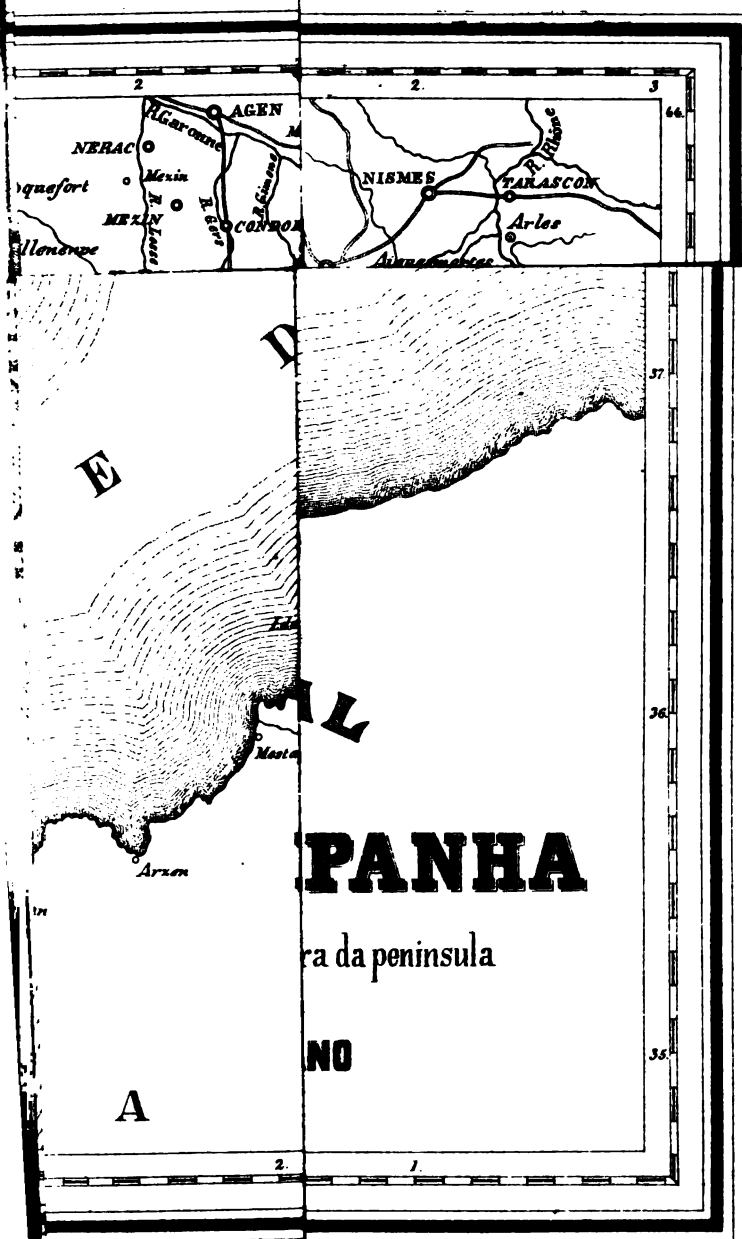 2
2.
3
44.
AGEN
R. Garonne
NERAC
Mezin
MEZIN
R. Gers
R. Gimone
CONDOM
NISMES
R. Rhône
TARASCON
Arles
37.
D
E
36.
AL
Arzen
PANHA
ra da peninsula
NO
35.
A
2.
1.